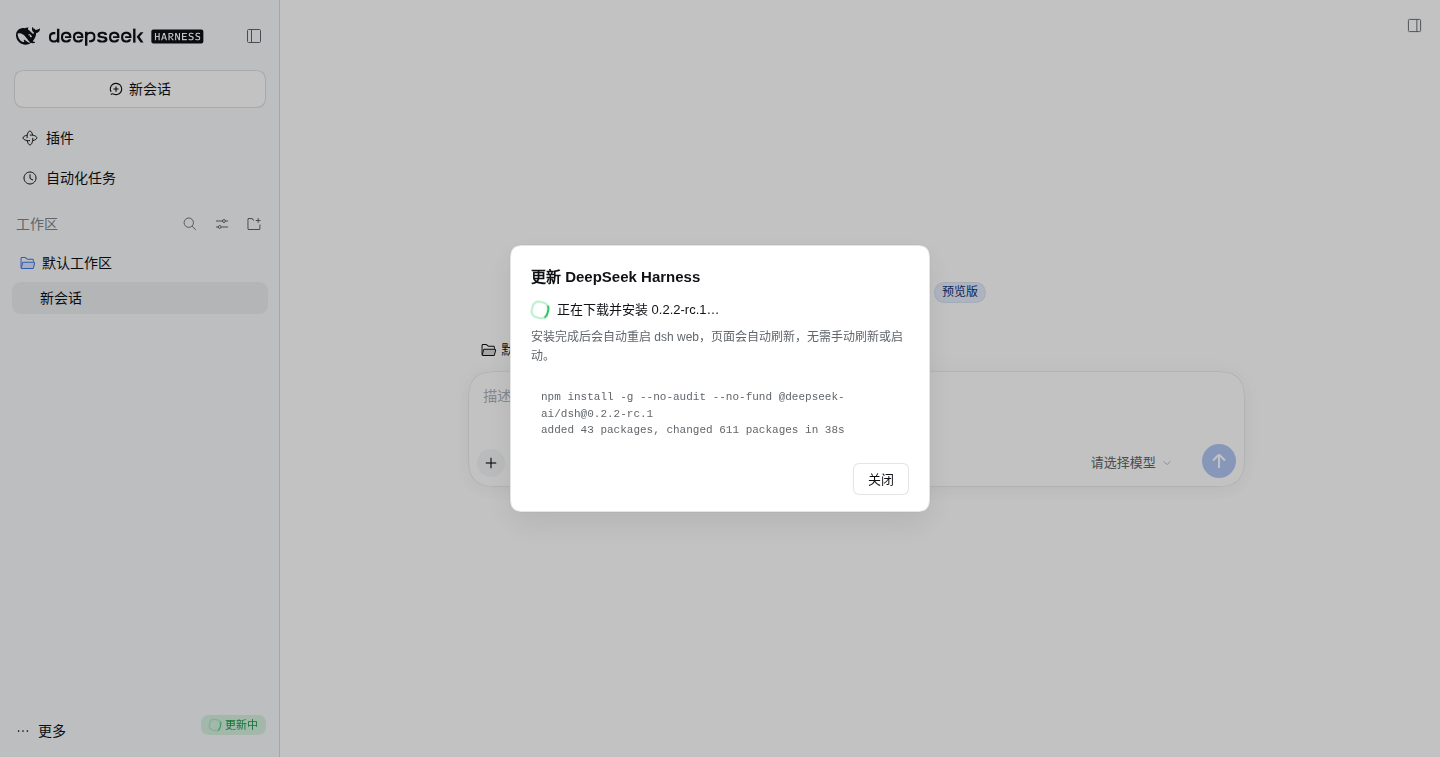 deepseek HARNESS
新会话
插件
自动化任务
工作区
默认工作区
新会话
… 更多
更新中
预览版
描述
请选择模型
更新 DeepSeek Harness
正在下载并安装 0.2.2-rc.1…
安装完成后会自动重启 dsh web，页面会自动刷新，无需手动刷新或启
动。
npm install -g --no-audit --no-fund @deepseek-
ai/dsh@0.2.2-rc.1
added 43 packages, changed 611 packages in 38s
关闭